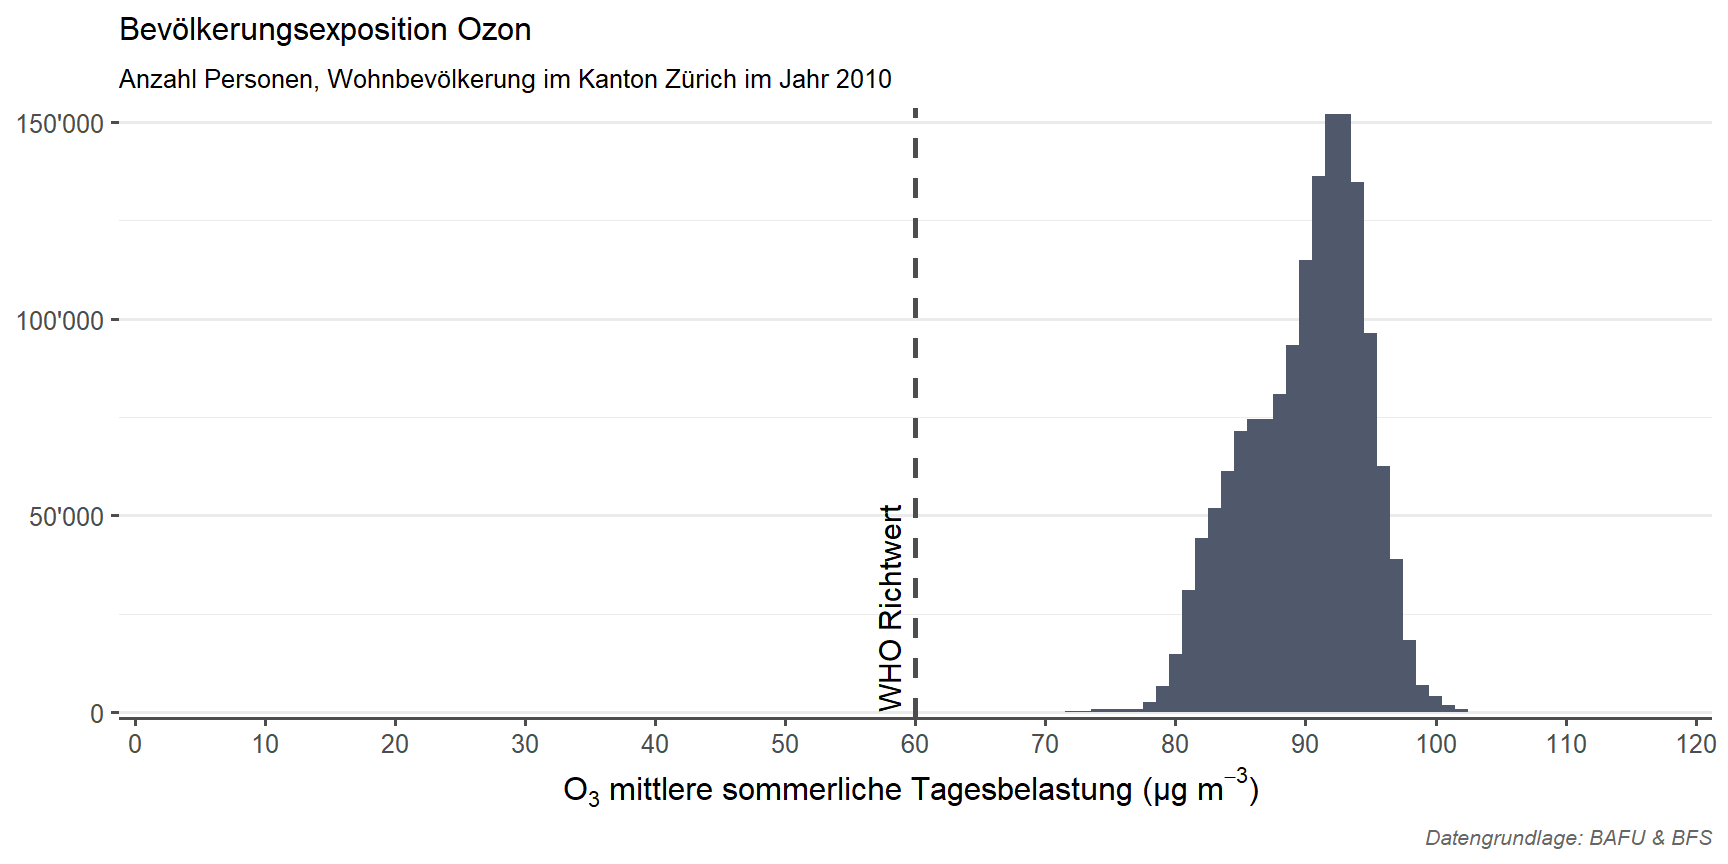 Bevölkerungsexposition Ozon
Anzahl Personen, Wohnbevölkerung im Kanton Zürich im Jahr 2010
150'000
100'000
50'000
0
WHO Richtwert
0 10 20 30 40 50 60 70 80 90 100 110 120
O₃ mittlere sommerliche Tagesbelastung (µg m⁻³)
Datengrundlage: BAFU & BFS